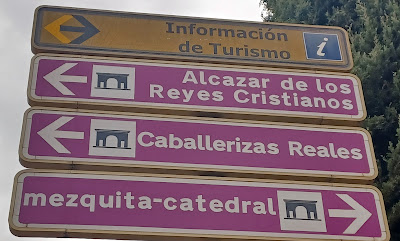 Información
de Turismo
i
Alcazar de los
Reyes Cristianos
Caballerizas Reales
mezquita-catedral